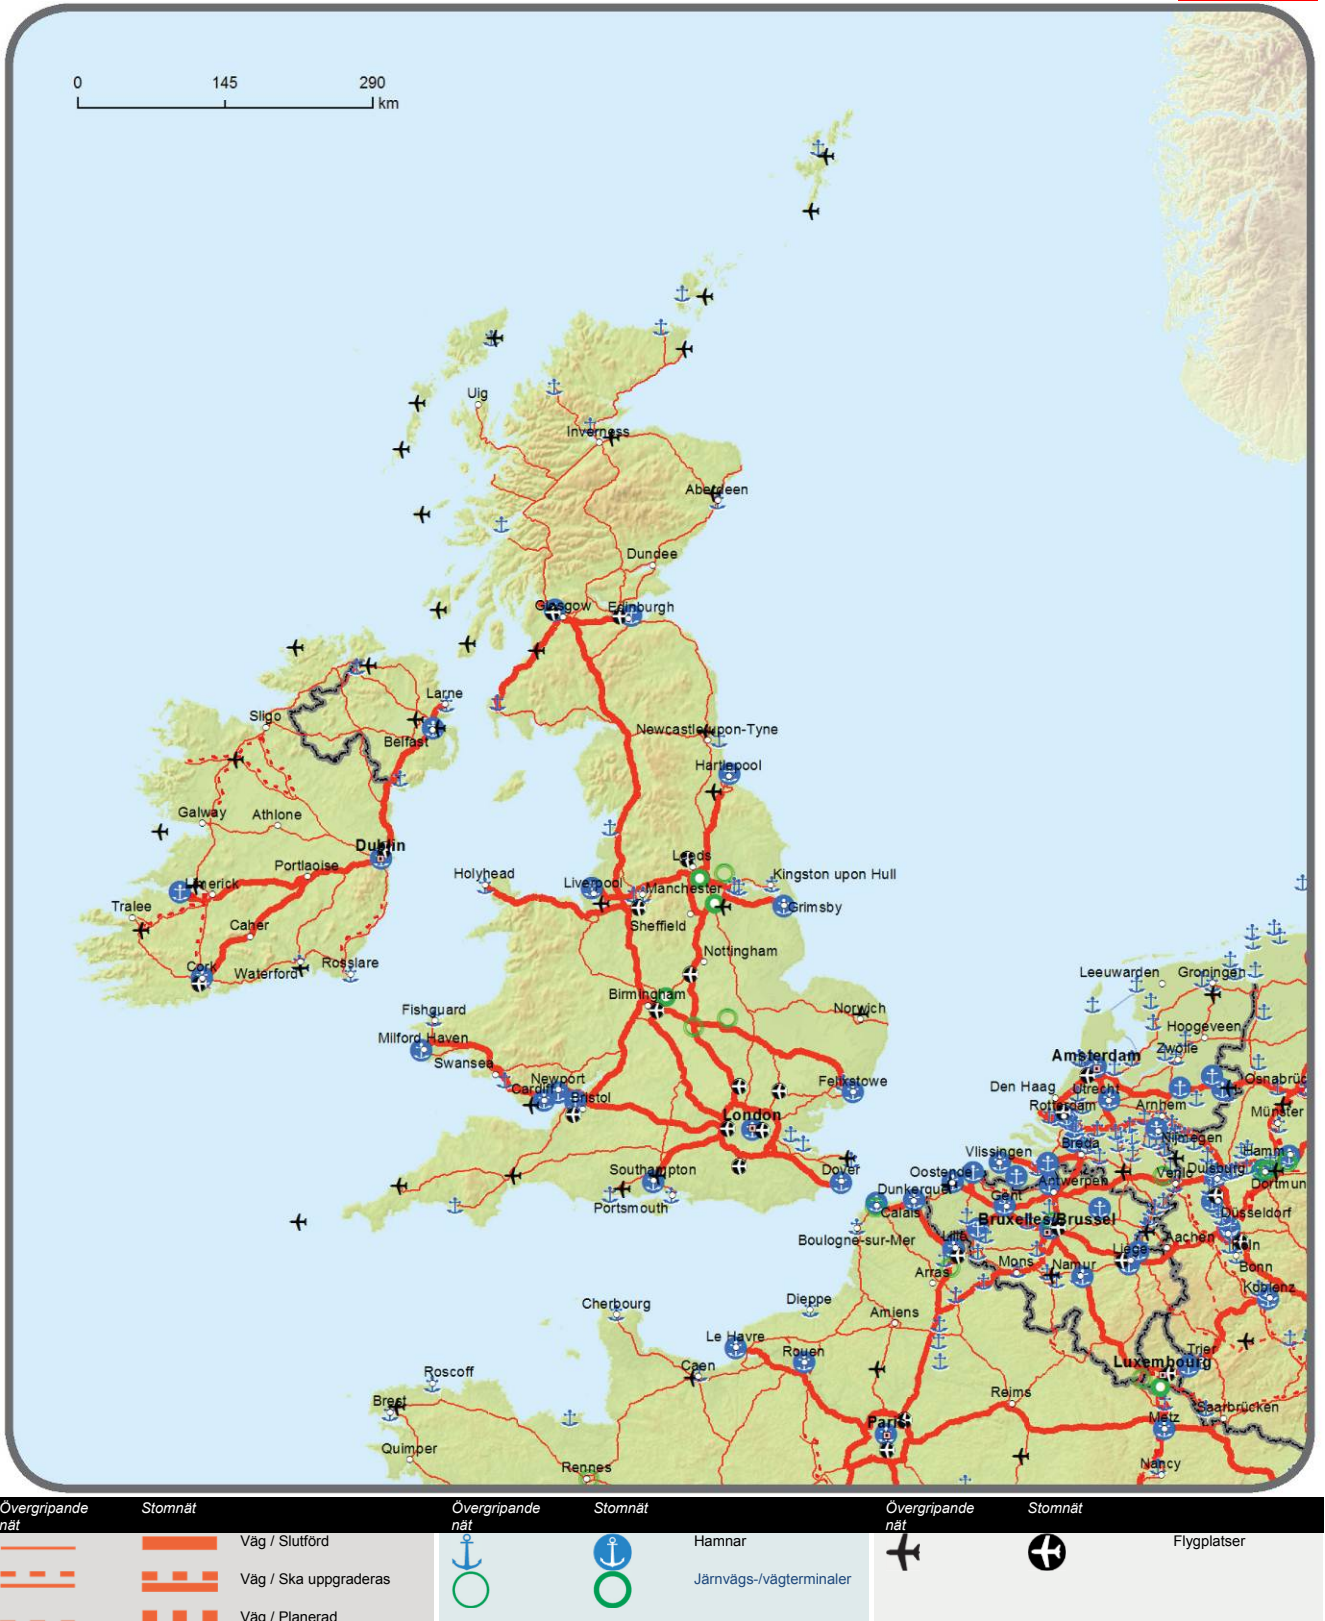 0 145 290
km
Uig
Inverness
Aberdeen
Dundee
Glasgow Edinburgh
Larne
Sligo
Belfast
Newcastle-upon-Tyne
Hartlepool
Galway Athlone
Dublin
Portlaoise
Leeds
Holyhead Liverpool Manchester Kingston upon Hull
Limerick
Tralee
Grimsby
Sheffield
Caher
Nottingham
Cork Waterford Rosslare
Leeuwarden Groningen
Birmingham
Fishguard
Norwich
Hoogeveen
Milford Haven
Zwolle
Amsterdam
Swansea
Newport
Cardiff
Felixstowe
Den Haag Utrecht
Osnabrüc
Bristol
Rotterdam Arnhem
Münster
London
Nijmegen
Breda
Hamm
Vlissingen
Southampton Dover Oostende
Venlo Duisburg
Antwerpen
Dortmun
Dunkerque
Gent
Portsmouth
Calais
Düsseldorf
Bruxelles/Brussel
Boulogne-sur-Mer
Lille
Aachen
Köln
Liège
Mons Namur
Bonn
Arras
Koblenz
Cherbourg
Dieppe
Amiens
Le Havre
Rouen
Trier
Luxembourg
Caen
Roscoff
Reims
Brest
Saarbrücken
Paris
Metz
Quimper
Rennes
Nancy
Övergripande nät Stomnät
Väg / Slutförd
Väg / Ska uppgraderas
Väg / Planerad
Övergripande nät Stomnät
Hamnar
Järnvägs-/vägterminaler
Övergripande nät Stomnät
Flygplatser